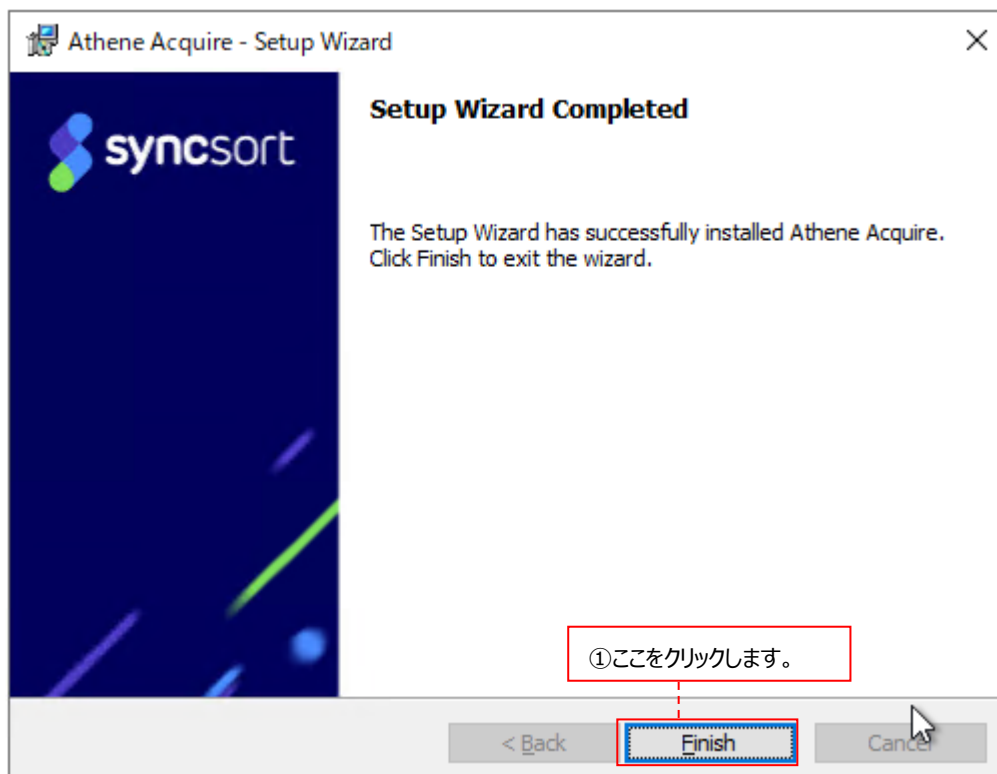 Athene Acquire - Setup Wizard
syncsort
Setup Wizard Completed
The Setup Wizard has successfully installed Athene Acquire.
Click Finish to exit the wizard.
①ここをクリックします。
< Back Finish Cancel